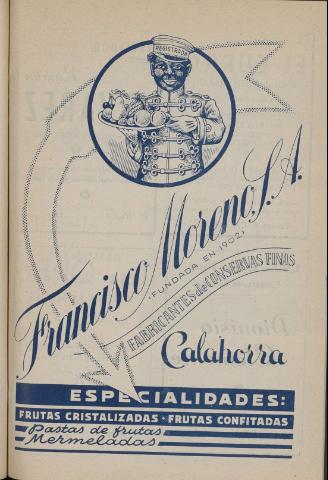 REGISTRADO
Francisco Moreno, S. A.
(FUNDADA EN 1902)
FABRICANTES de CONSERVAS FINAS
Calahorra
ESPECIALIDADES:
FRUTAS CRISTALIZADAS - FRUTAS CONFITADAS
Pastas de frutas
Mermeladas